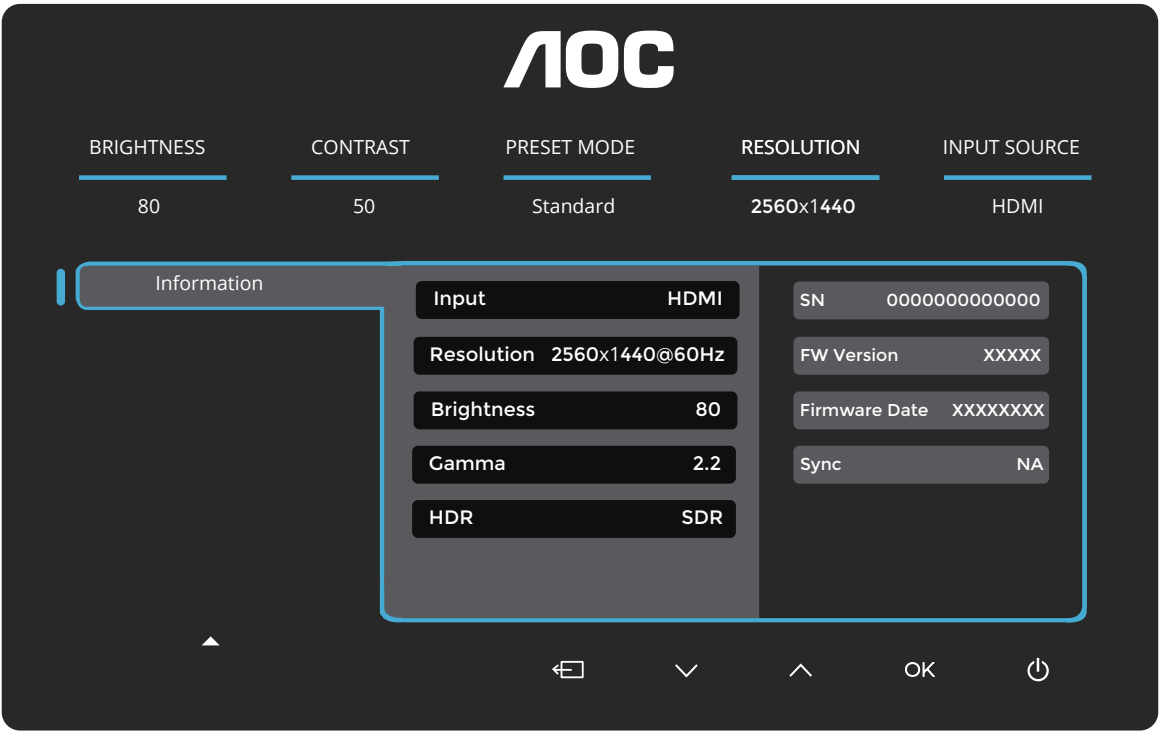 AOC
BRIGHTNESS CONTRAST PRESET MODE RESOLUTION INPUT SOURCE
80 50 Standard 2560x1440 HDMI
Information
Input HDMI
Resolution 2560x1440@60Hz
Brightness 80
Gamma 2.2
HDR SDR
SN 0000000000000
FW Version XXXXX
Firmware Date XXXXXXXX
Sync NA
OK